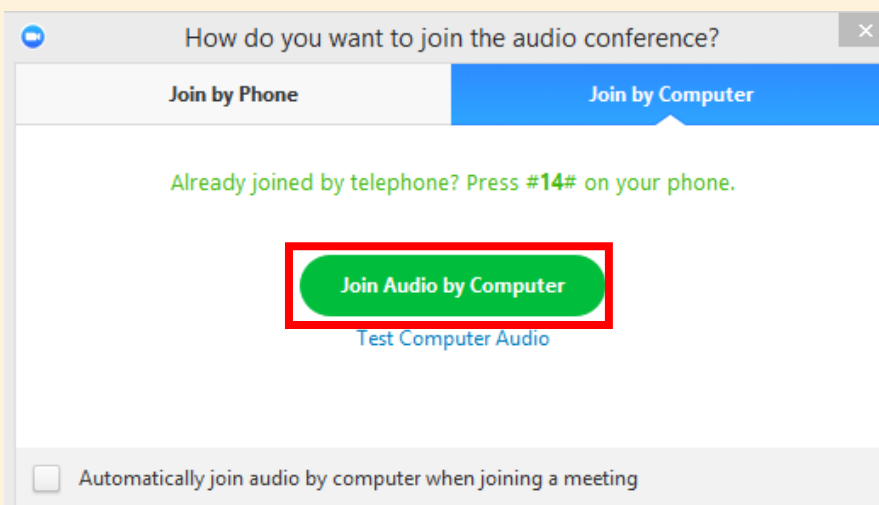 How do you want to join the audio conference?
Join by Phone
Join by Computer
Already joined by telephone? Press #14# on your phone.
Join Audio by Computer
Test Computer Audio
Automatically join audio by computer when joining a meeting